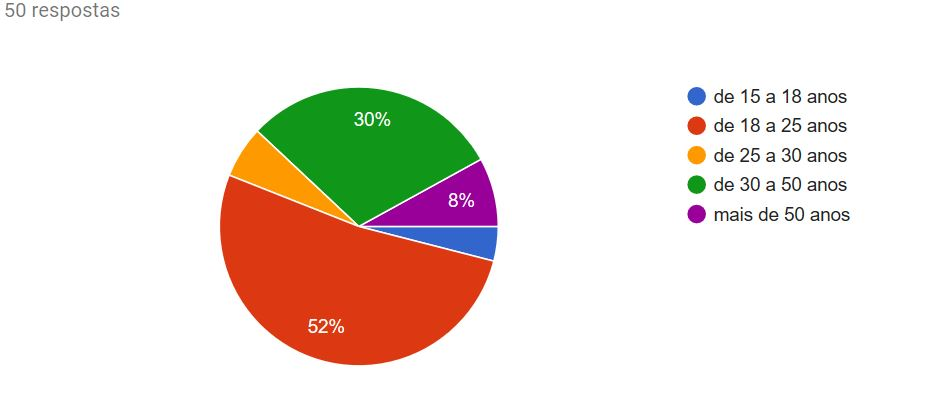 50 respostas
30%
8%
52%
de 15 a 18 anos
de 18 a 25 anos
de 25 a 30 anos
de 30 a 50 anos
mais de 50 anos